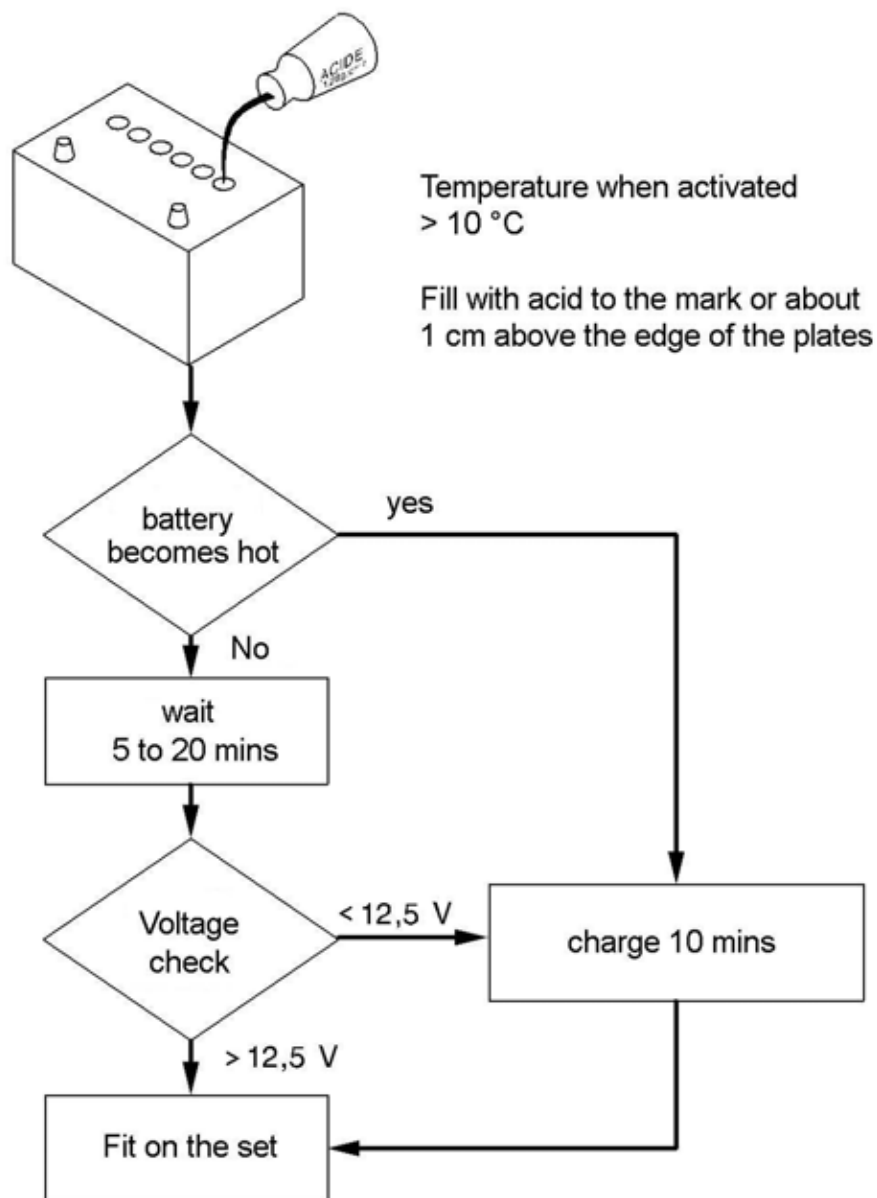 ACIDE
Temperature when activated
> 10 °C
Fill with acid to the mark or about
1 cm above the edge of the plates
battery
becomes hot
yes
No
wait
5 to 20 mins
Voltage
check
< 12,5 V
charge 10 mins
> 12,5 V
Fit on the set